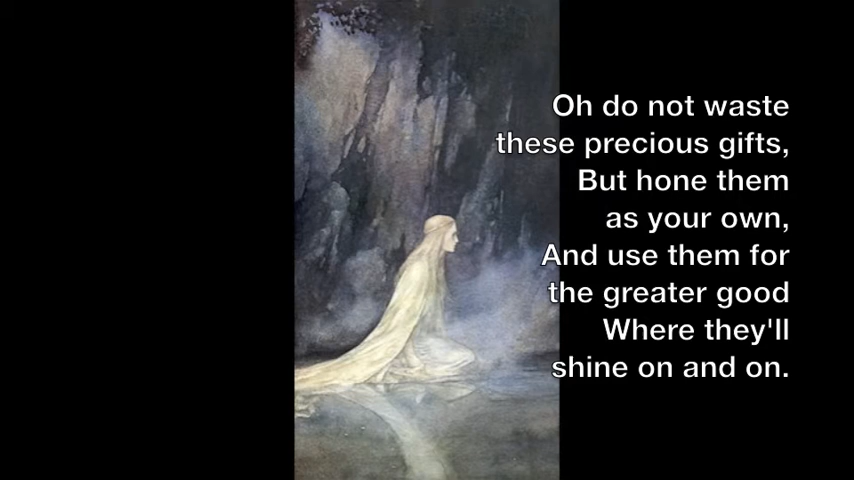 Oh do not waste
these precious gifts,
But hone them
as your own,
And use them for
the greater good
Where they'll
shine on and on.